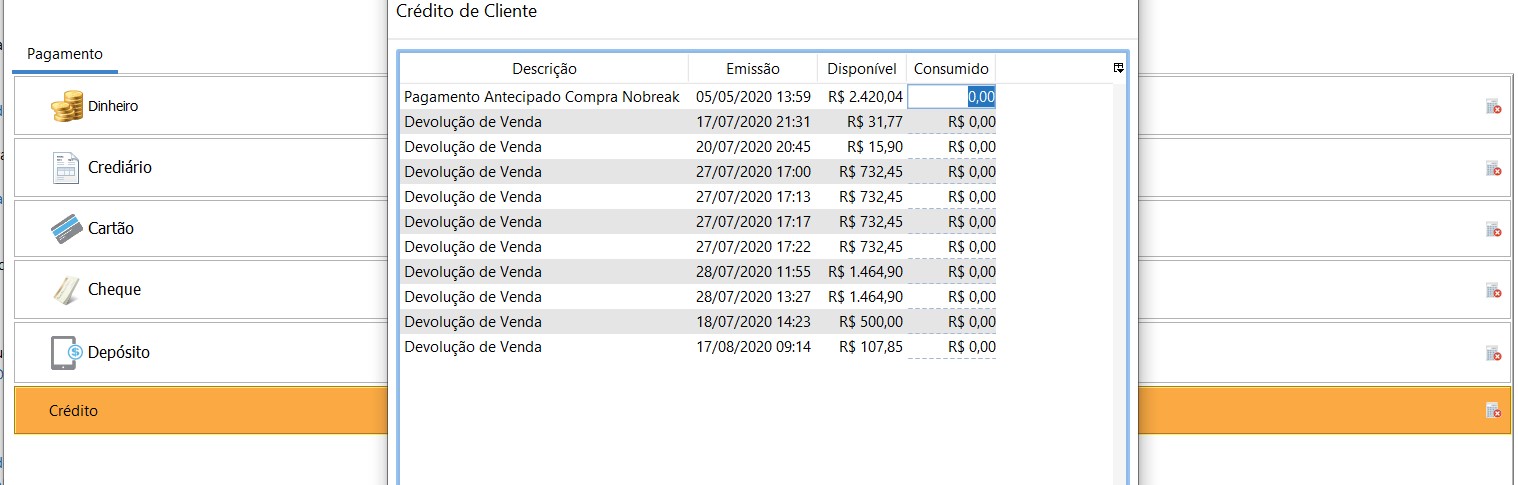 Crédito de Cliente
Pagamento
Descrição Emissão Disponível Consumido
Pagamento Antecipado Compra Nobreak 05/05/2020 13:59 R$ 2.420,04 0,00
Devolução de Venda 17/07/2020 21:31 R$ 31,77 R$ 0,00
Devolução de Venda 20/07/2020 20:45 R$ 15,90 R$ 0,00
Devolução de Venda 27/07/2020 17:00 R$ 732,45 R$ 0,00
Devolução de Venda 27/07/2020 17:13 R$ 732,45 R$ 0,00
Devolução de Venda 27/07/2020 17:17 R$ 732,45 R$ 0,00
Devolução de Venda 27/07/2020 17:22 R$ 732,45 R$ 0,00
Devolução de Venda 28/07/2020 11:55 R$ 1.464,90 R$ 0,00
Devolução de Venda 28/07/2020 13:27 R$ 1.464,90 R$ 0,00
Devolução de Venda 18/07/2020 14:23 R$ 500,00 R$ 0,00
Devolução de Venda 17/08/2020 09:14 R$ 107,85 R$ 0,00
Dinheiro
Crediário
Cartão
Cheque
Depósito
Crédito